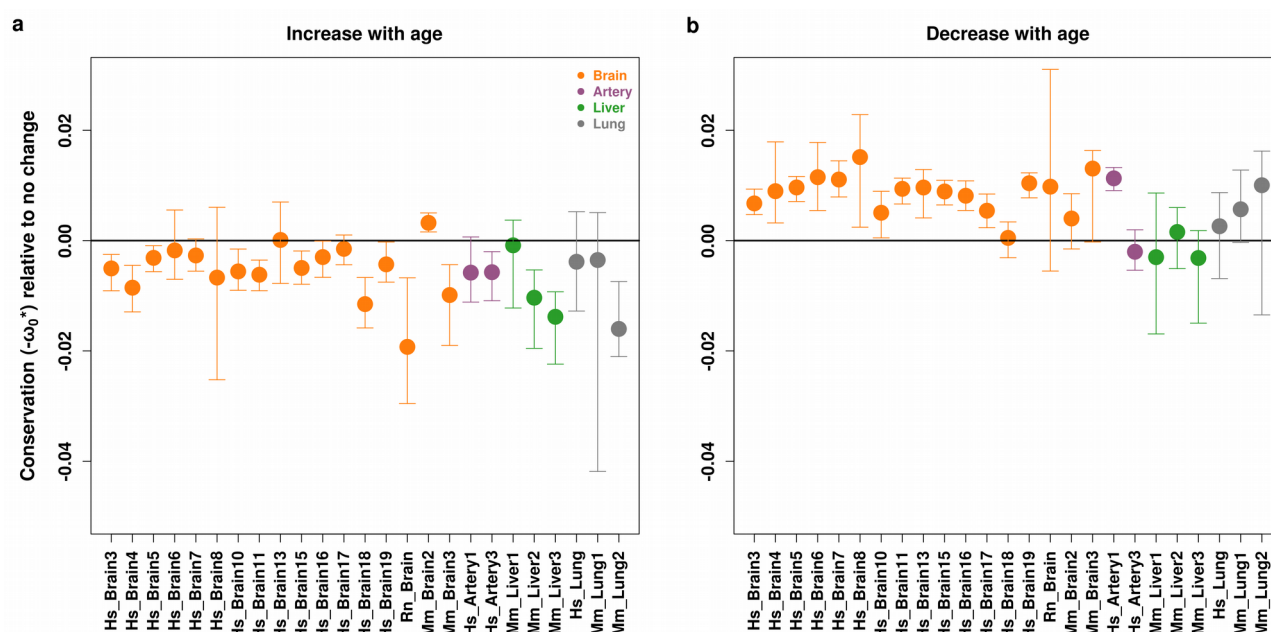 a
Increase with age
b
Decrease with age
Brain
Artery
Liver
Lung
Conservation (-ω0*) relative to no change
0.02
0.00
-0.02
-0.04
0.02
0.00
-0.02
-0.04
Hs_Brain3
Hs_Brain4
Hs_Brain5
Hs_Brain6
Hs_Brain7
Hs_Brain8
Hs_Brain10
Hs_Brain11
Hs_Brain13
Hs_Brain15
Hs_Brain16
Hs_Brain17
Hs_Brain18
Hs_Brain19
Rn_Brain
Mm_Brain2
Mm_Brain3
Hs_Artery1
Hs_Artery3
Mm_Liver1
Mm_Liver2
Mm_Liver3
Hs_Lung
Mm_Lung1
Mm_Lung2
Hs_Brain3
Hs_Brain4
Hs_Brain5
Hs_Brain6
Hs_Brain7
Hs_Brain8
Hs_Brain10
Hs_Brain11
Hs_Brain13
Hs_Brain15
Hs_Brain16
Hs_Brain17
Hs_Brain18
Hs_Brain19
Rn_Brain
Mm_Brain2
Mm_Brain3
Hs_Artery1
Hs_Artery3
Mm_Liver1
Mm_Liver2
Mm_Liver3
Hs_Lung
Mm_Lung1
Mm_Lung2